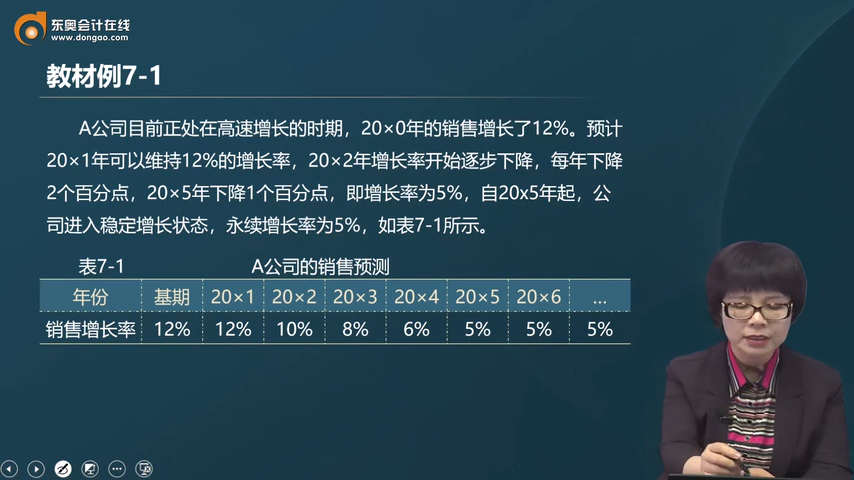 东奥会计在线
www.dongao.com
教材例7-1
A公司目前正处在高速增长的时期，20×0年的销售增长了12%。预计
20×1年可以维持12%的增长率，20×2年增长率开始逐步下降，每年下降
2个百分点，20×5年下降1个百分点，即增长率为5%，自20x5年起，公
司进入稳定增长状态，永续增长率为5%，如表7-1所示。
表7-1 A公司的销售预测
年份 基期 20×1 20×2 20×3 20×4 20×5 20×6 ...
销售增长率 12% 12% 10% 8% 6% 5% 5% 5%